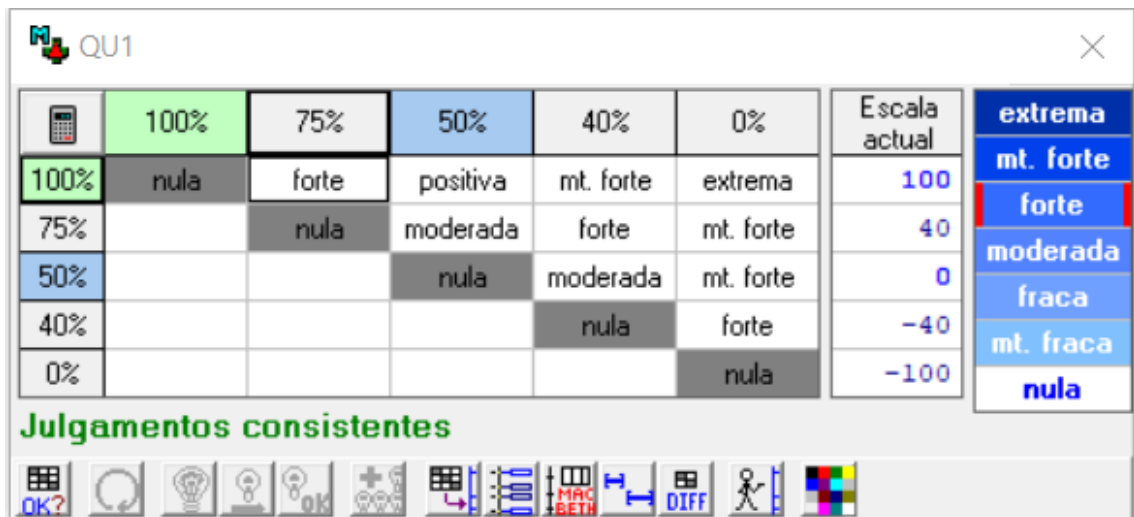 QU1
100% 75% 50% 40% 0% Escala actual
100% nula forte positiva mt. forte extrema 100
75% nula moderada forte mt. forte 40
50% nula moderada mt. forte 0
40% nula forte -40
0% nula -100
extrema
mt. forte
forte
moderada
fraca
mt. fraca
nula
Julgamentos consistentes
OK? OK MAC BETH DIFF